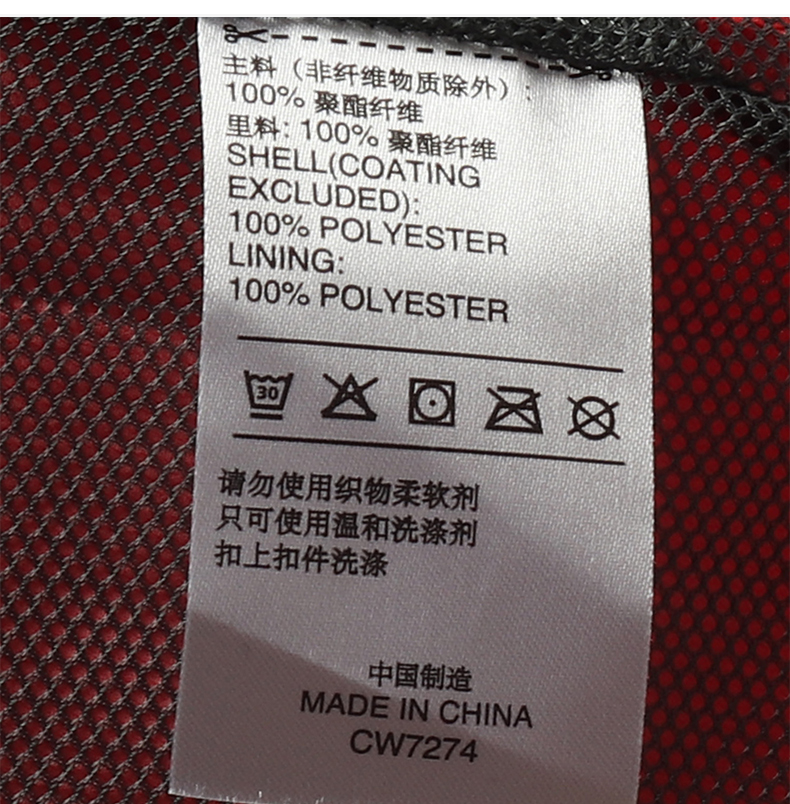 主料（非纤维物质除外）:
100% 聚酯纤维
里料: 100% 聚酯纤维
SHELL(COATING
EXCLUDED):
100% POLYESTER
LINING:
100% POLYESTER
30
请勿使用织物柔软剂
只可使用温和洗涤剂
扣上扣件洗涤
中国制造
MADE IN CHINA
CW7274